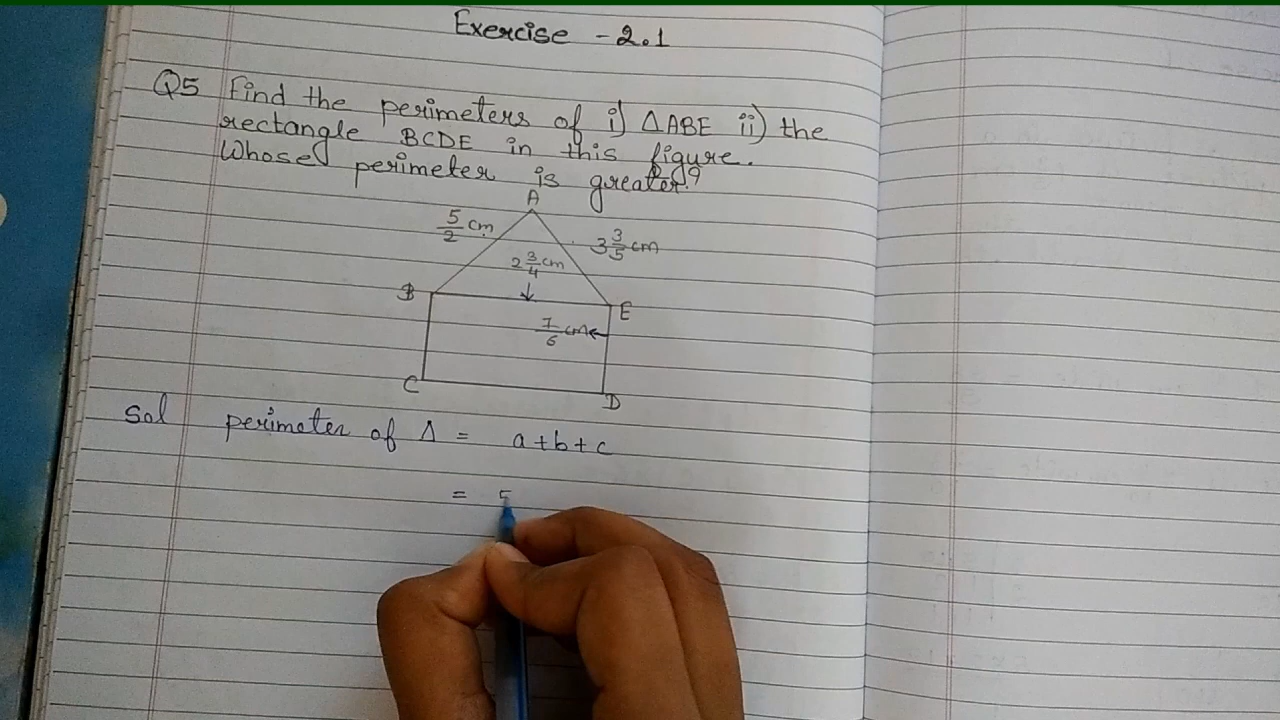 Exercise - 2.1
Q5 Find the perimeters of i) ΔABE ii) the
rectangle BCDE in this figure.
Whose perimeter is greater?
A
5/2 cm
3 3/5 cm
2 3/4 cm
B
E
7/6 cm
C
D
Sol perimeter of Δ = a+b+c
= 5